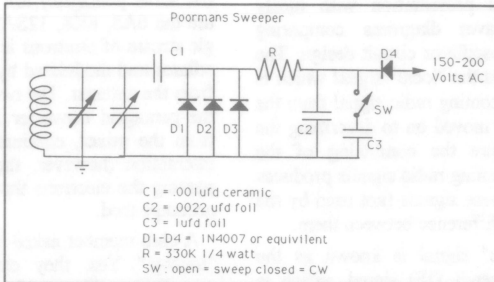 Poormans Sweeper
C1
R
D4
150-200
Volts AC
SW
D1 D2 D3
C2
C3
C1 = .001ufd ceramic
C2 = .0022 ufd foil
C3 = 1ufd foil
D1-D4 = 1N4007 or equivilent
R = 330K 1/4 watt
SW: open = sweep closed = CW